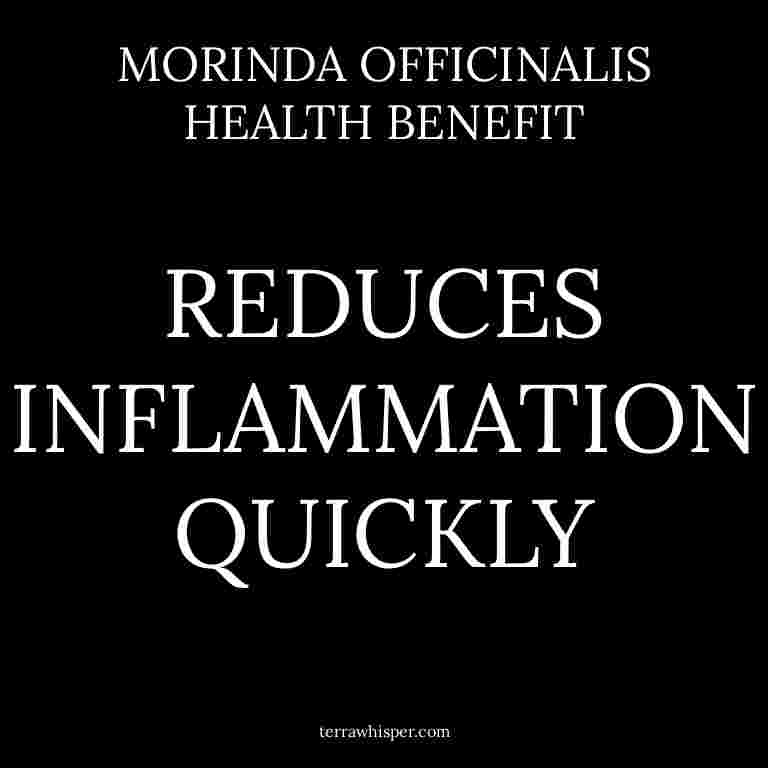 MORINDA OFFICINALIS
HEALTH BENEFIT
REDUCES
INFLAMMATION
QUICKLY
terrawhisper.com